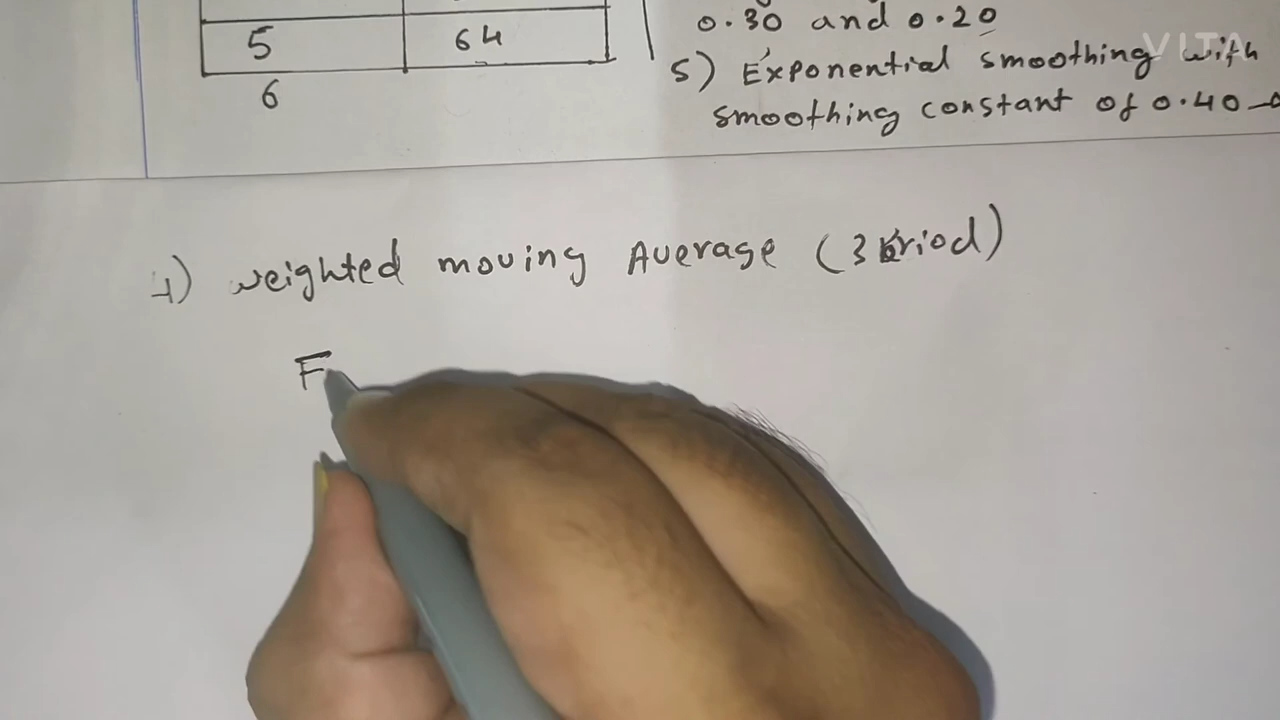 0.30 and 0.20
5 64
5) Exponential smoothing with
6
smoothing constant of 0.40
4) weighted moving Average (3 Period)
F
VITA